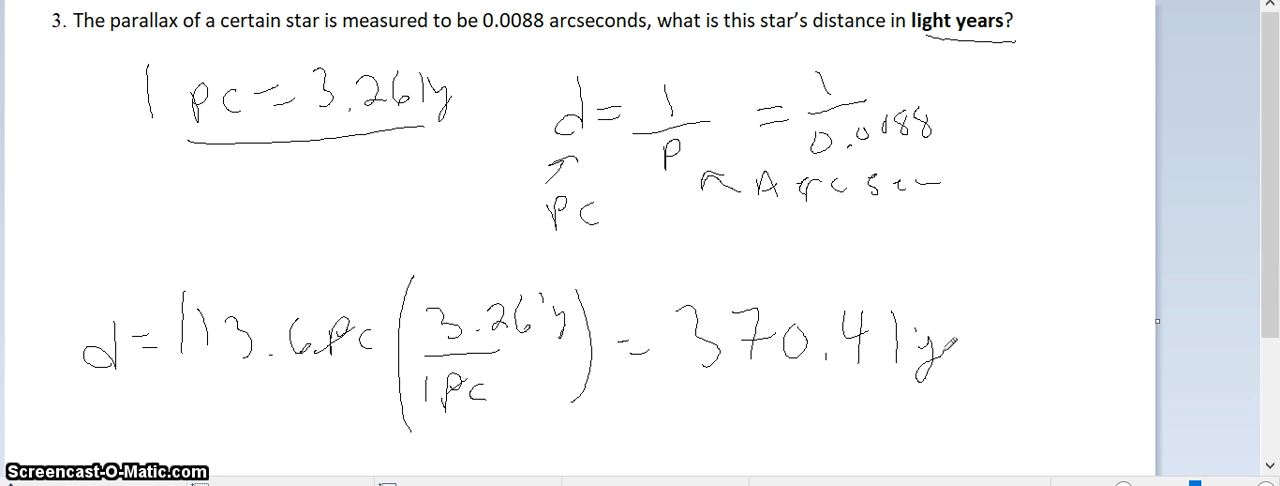 3. The parallax of a certain star is measured to be 0.0088 arcseconds, what is this star's distance in light years?
1 pc = 3.26 ly
d = 1/P = 1/0.0088
pc Arcsec
d = 113.6 pc (3.26 ly / 1 pc) = 370.4 ly
Screencast-O-Matic.com